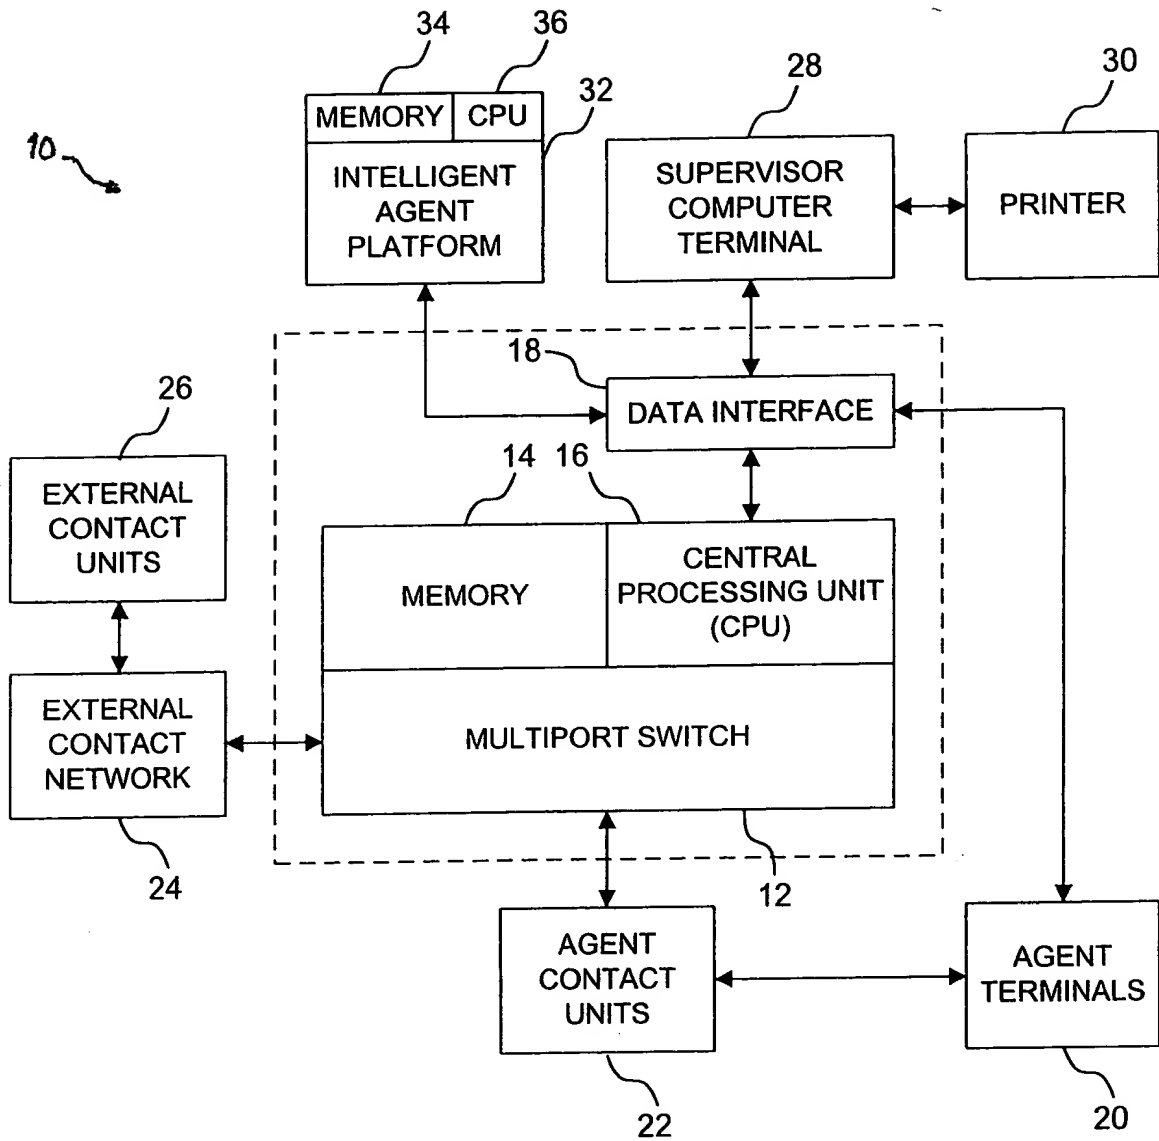 34
36
28
30
32
10
MEMORY
CPU
INTELLIGENT
AGENT
PLATFORM
SUPERVISOR
COMPUTER
TERMINAL
PRINTER
18
DATA INTERFACE
26
14
16
EXTERNAL
CONTACT
UNITS
MEMORY
CENTRAL
PROCESSING UNIT
(CPU)
EXTERNAL
CONTACT
NETWORK
MULTIPORT SWITCH
24
12
AGENT
CONTACT
UNITS
AGENT
TERMINALS
22
20